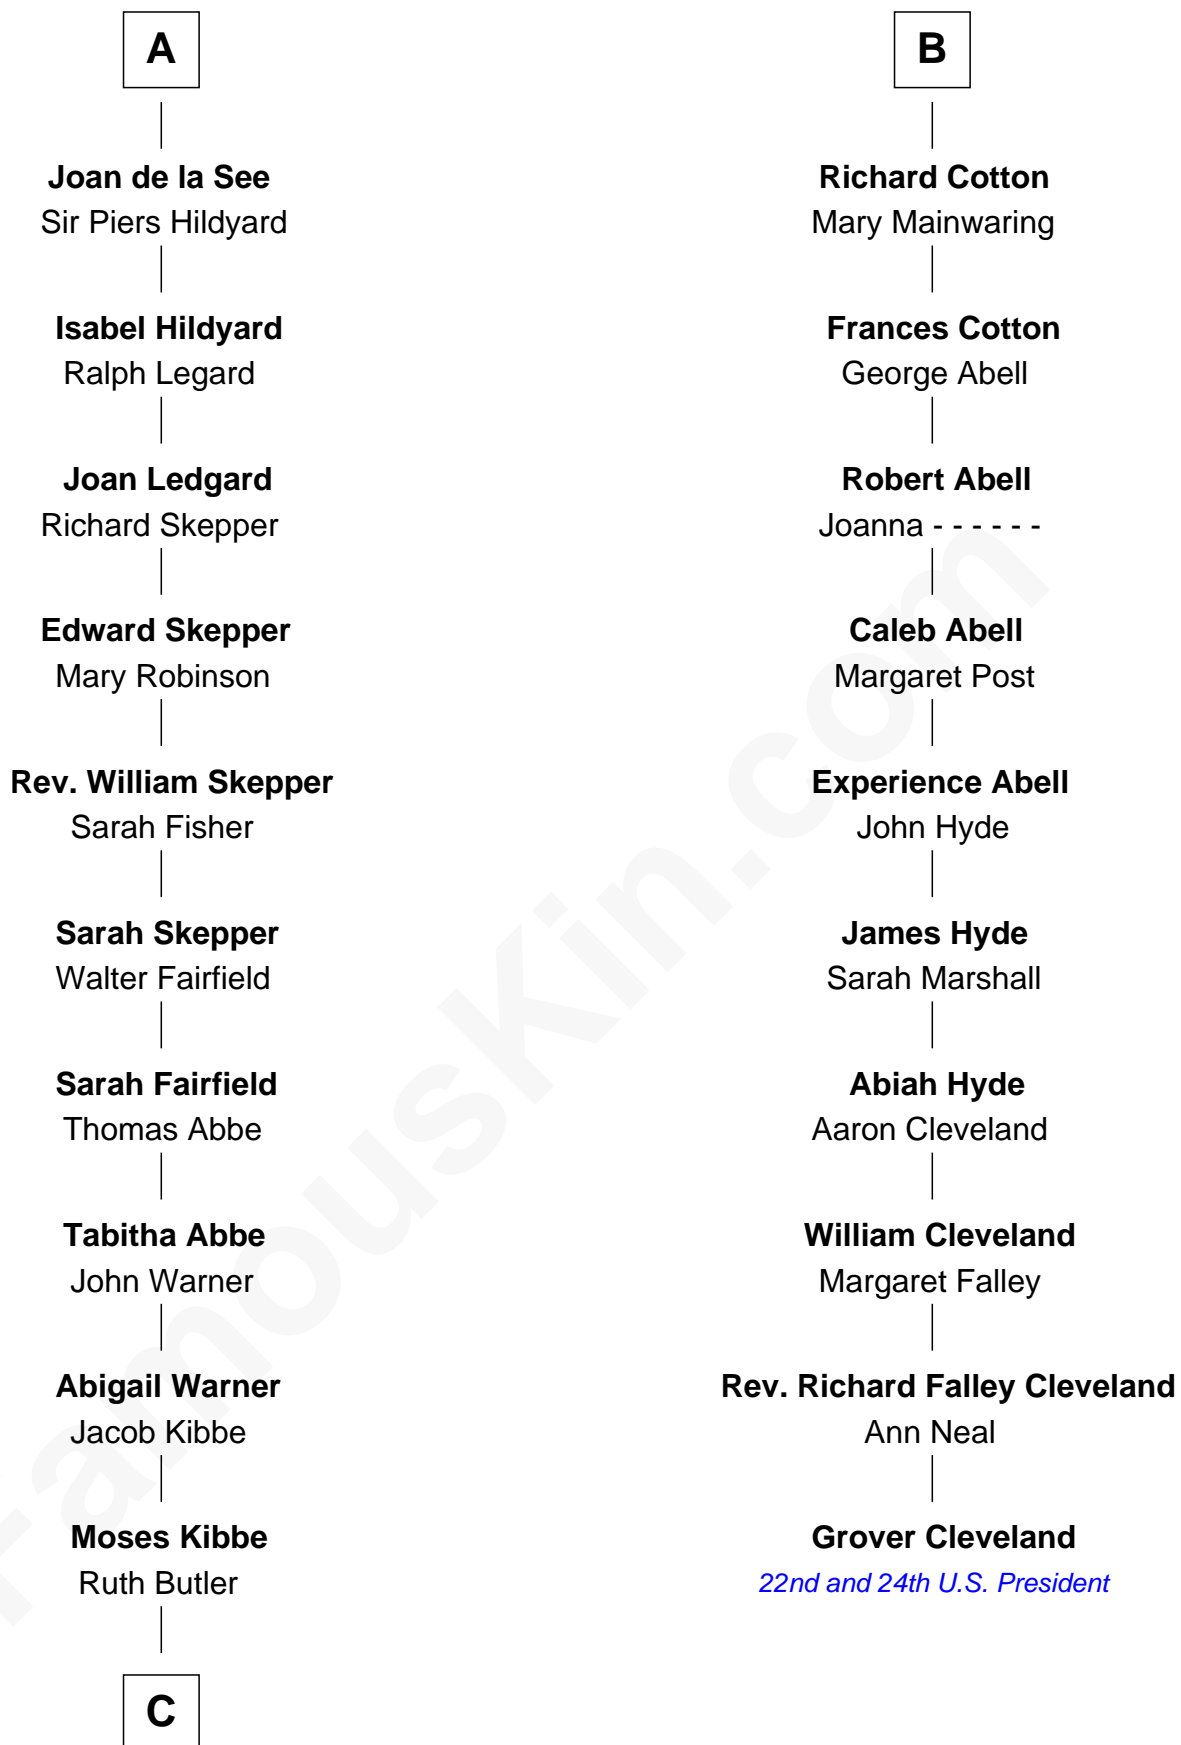 A
Joan de la See
Sir Piers Hildyard
Isabel Hildyard
Ralph Legard
Joan Ledgard
Richard Skepper
Edward Skepper
Mary Robinson
Rev. William Skepper
Sarah Fisher
Sarah Skepper
Walter Fairfield
Sarah Fairfield
Thomas Abbe
Tabitha Abbe
John Warner
Abigail Warner
Jacob Kibbe
Moses Kibbe
Ruth Butler
C
B
Richard Cotton
Mary Mainwaring
Frances Cotton
George Abell
Robert Abell
Joanna - - - - - -
Caleb Abell
Margaret Post
Experience Abell
John Hyde
James Hyde
Sarah Marshall
Abiah Hyde
Aaron Cleveland
William Cleveland
Margaret Falley
Rev. Richard Falley Cleveland
Ann Neal
Grover Cleveland
22nd and 24th U.S. President
FamousKin.com